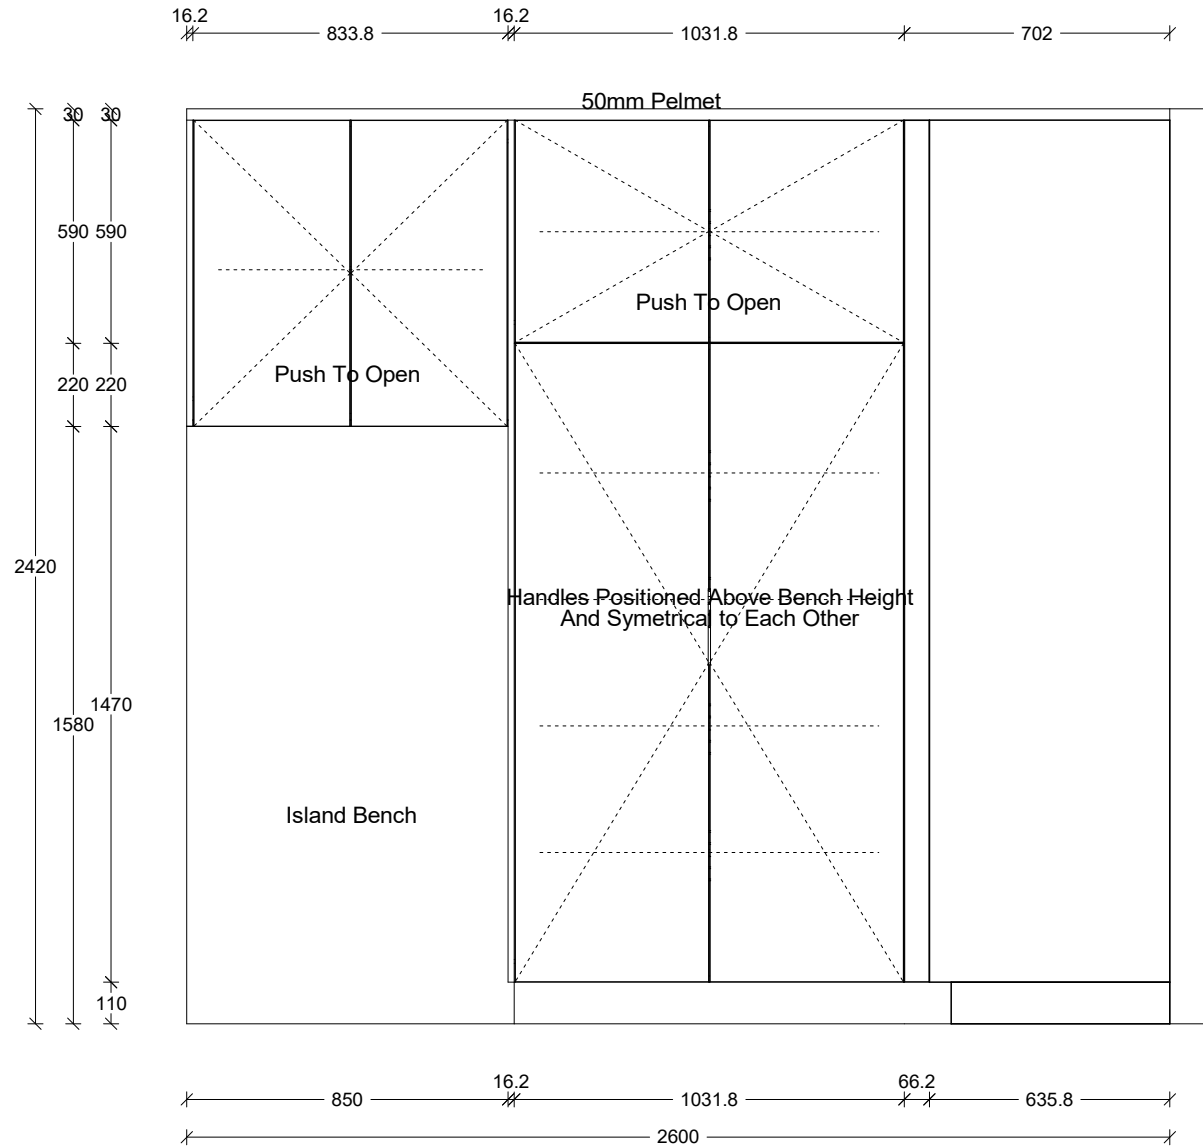 16.2 16.2
833.8 1031.8 702
50mm Pelmet
30 30
590 590
Push To Open
220 220
Push To Open
2420
Handles Positioned Above Bench Height
And Symetrical to Each Other
1470
1580
Island Bench
110
16.2 66.2
850 1031.8 635.8
2600